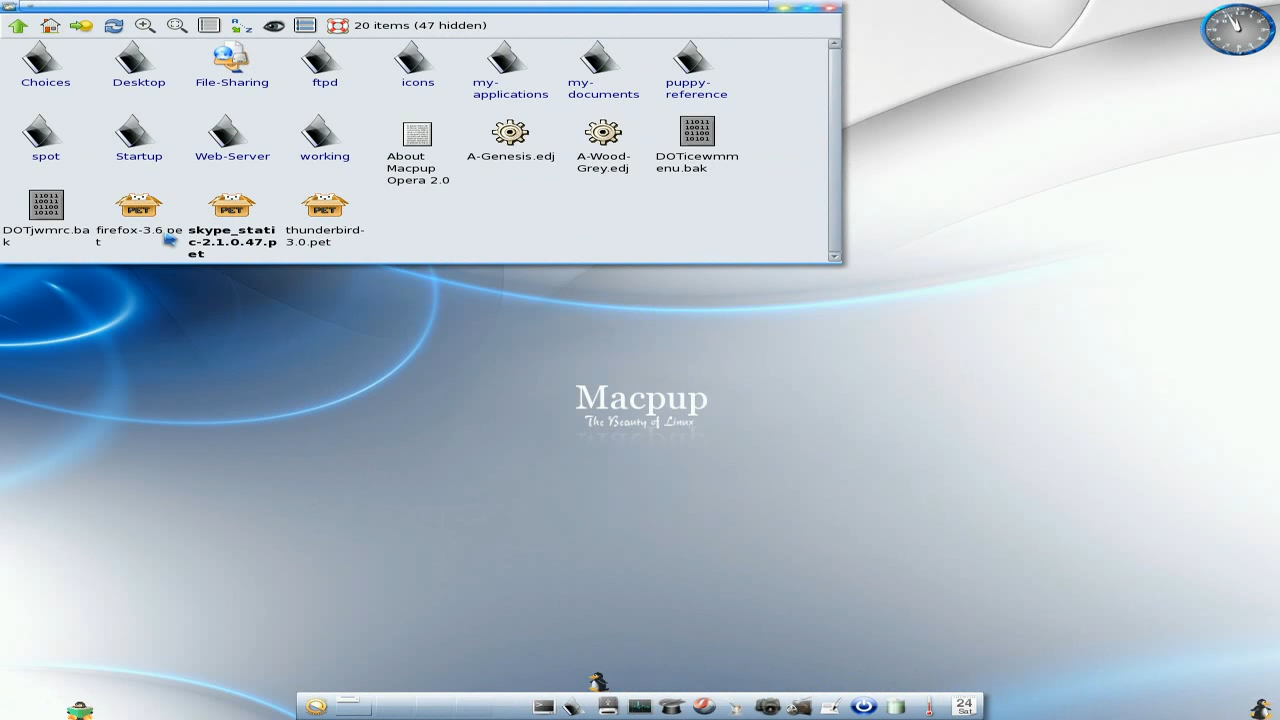 20 items (47 hidden)
Choices
Desktop
File-Sharing
ftpd
icons
my-
applications
my-
documents
puppy-
reference
spot
Startup
Web-Server
working
About
Macpup
Opera 2.0
A-Genesis.edj
A-Wood-
Grey.edj
DOTicewmm
enu.bak
DOTjwmrc.ba
k
firefox-3.6.pe
t
skype_stati
c-2.1.0.47.p
et
thunderbird-
3.0.pet
PET
PET
PET
Macpup
The Beauty of Linux
24
Sat